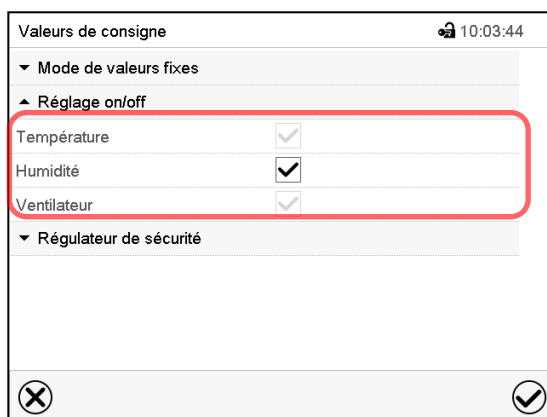 Valeurs de consigne 10:03:44
Mode de valeurs fixes
Réglage on/off
Température
Humidité
Ventilateur
Régulateur de sécurité